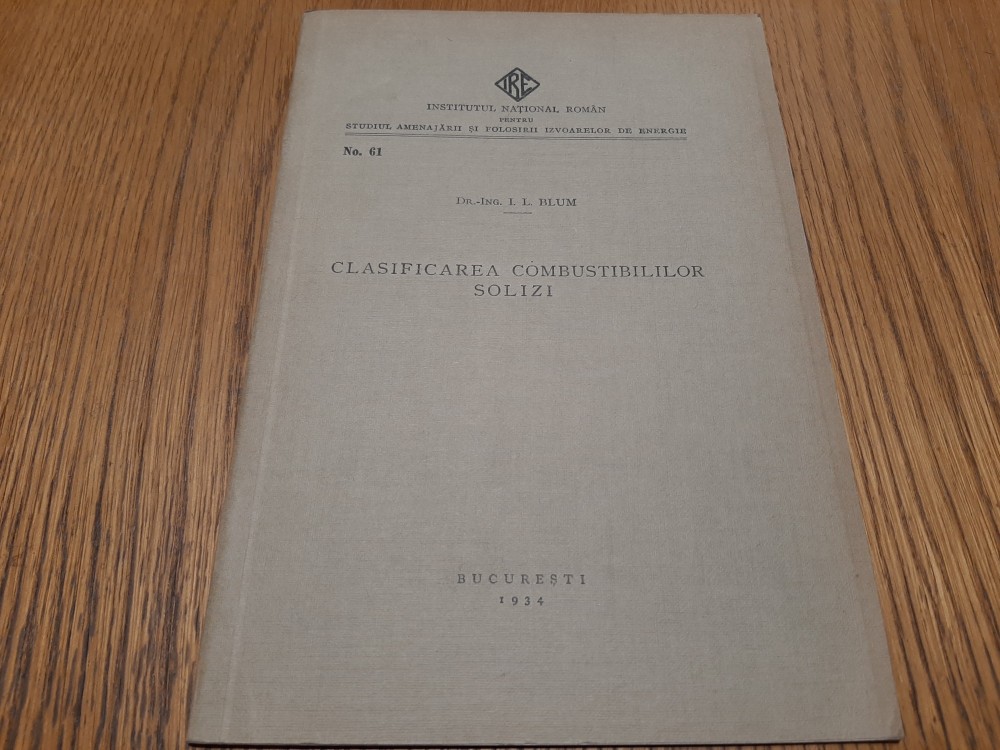 IRE
INSTITUTUL NAȚIONAL ROMÂN
PENTRU
STUDIUL AMENAJĂRII ȘI FOLOSIRII IZVOARELOR DE ENERGIE
No. 61
DR.-ING. I. L. BLUM
CLASIFICAREA COMBUSTIBILILOR
SOLIZI
BUCUREȘTI
1934